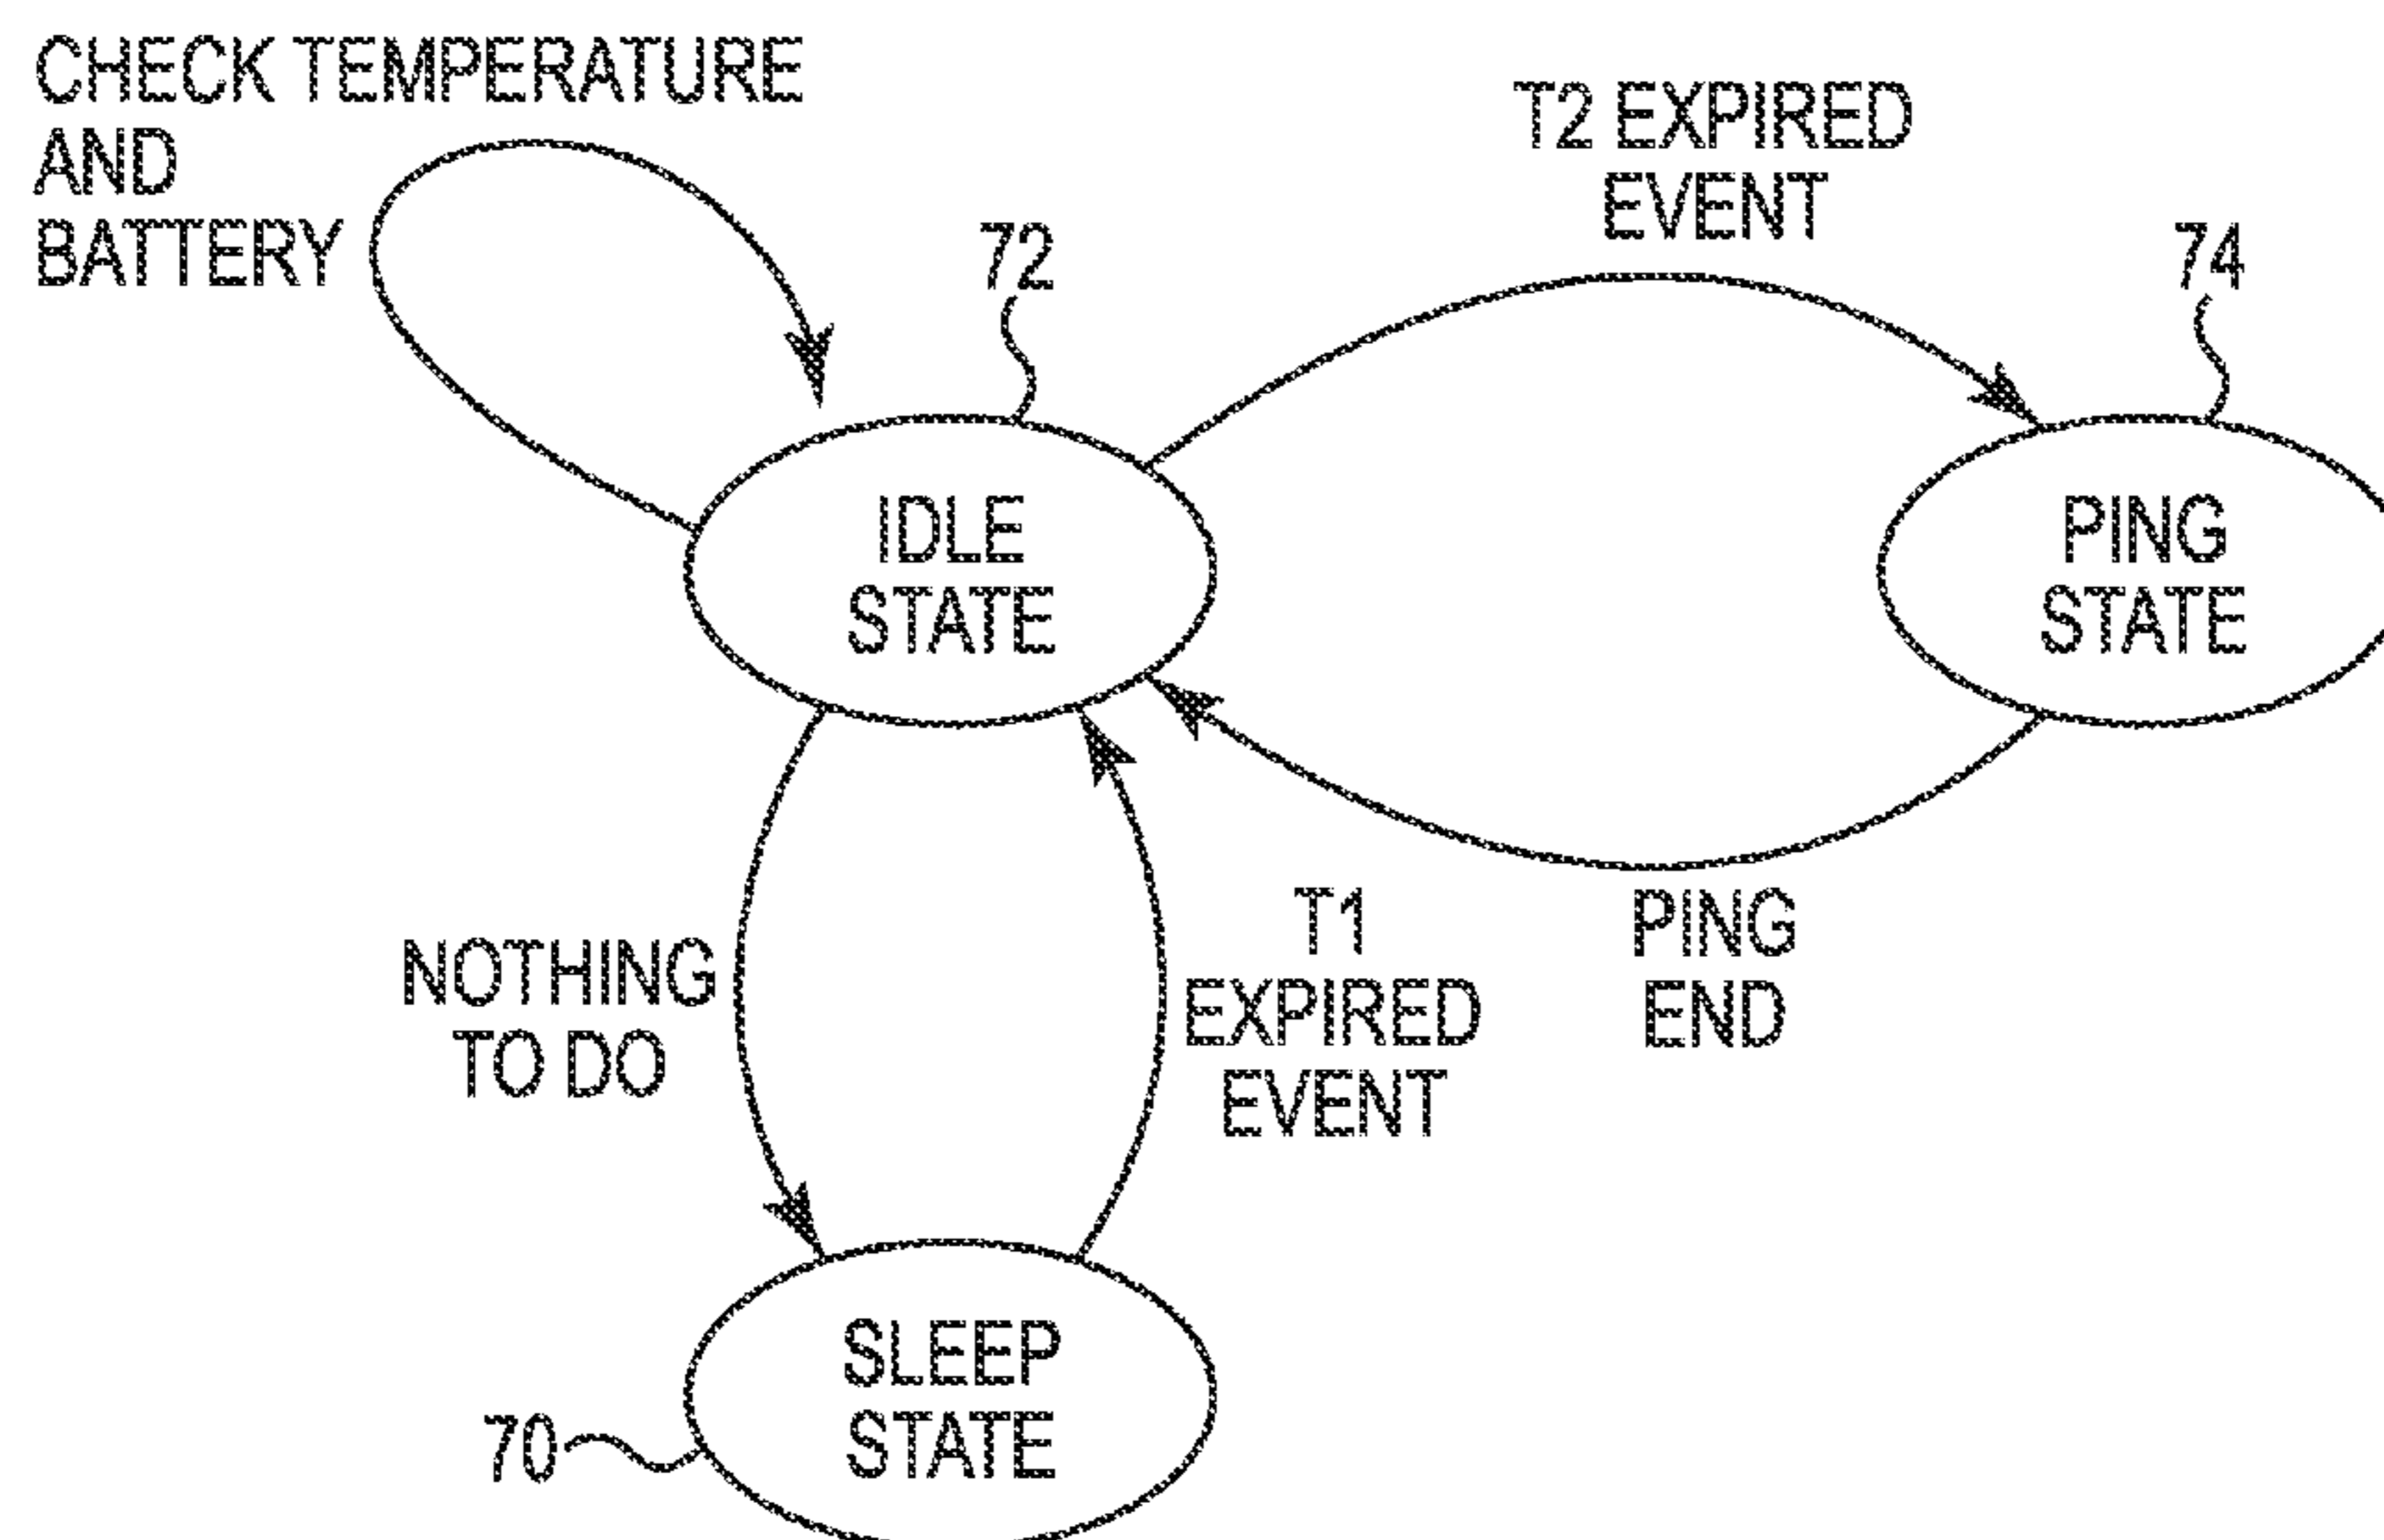 CHECK TEMPERATURE
AND
BATTERY
T2 EXPIRED
EVENT
72
74
IDLE
STATE
PING
STATE
NOTHING
TO DO
T1
EXPIRED
EVENT
PING
END
SLEEP
STATE
70